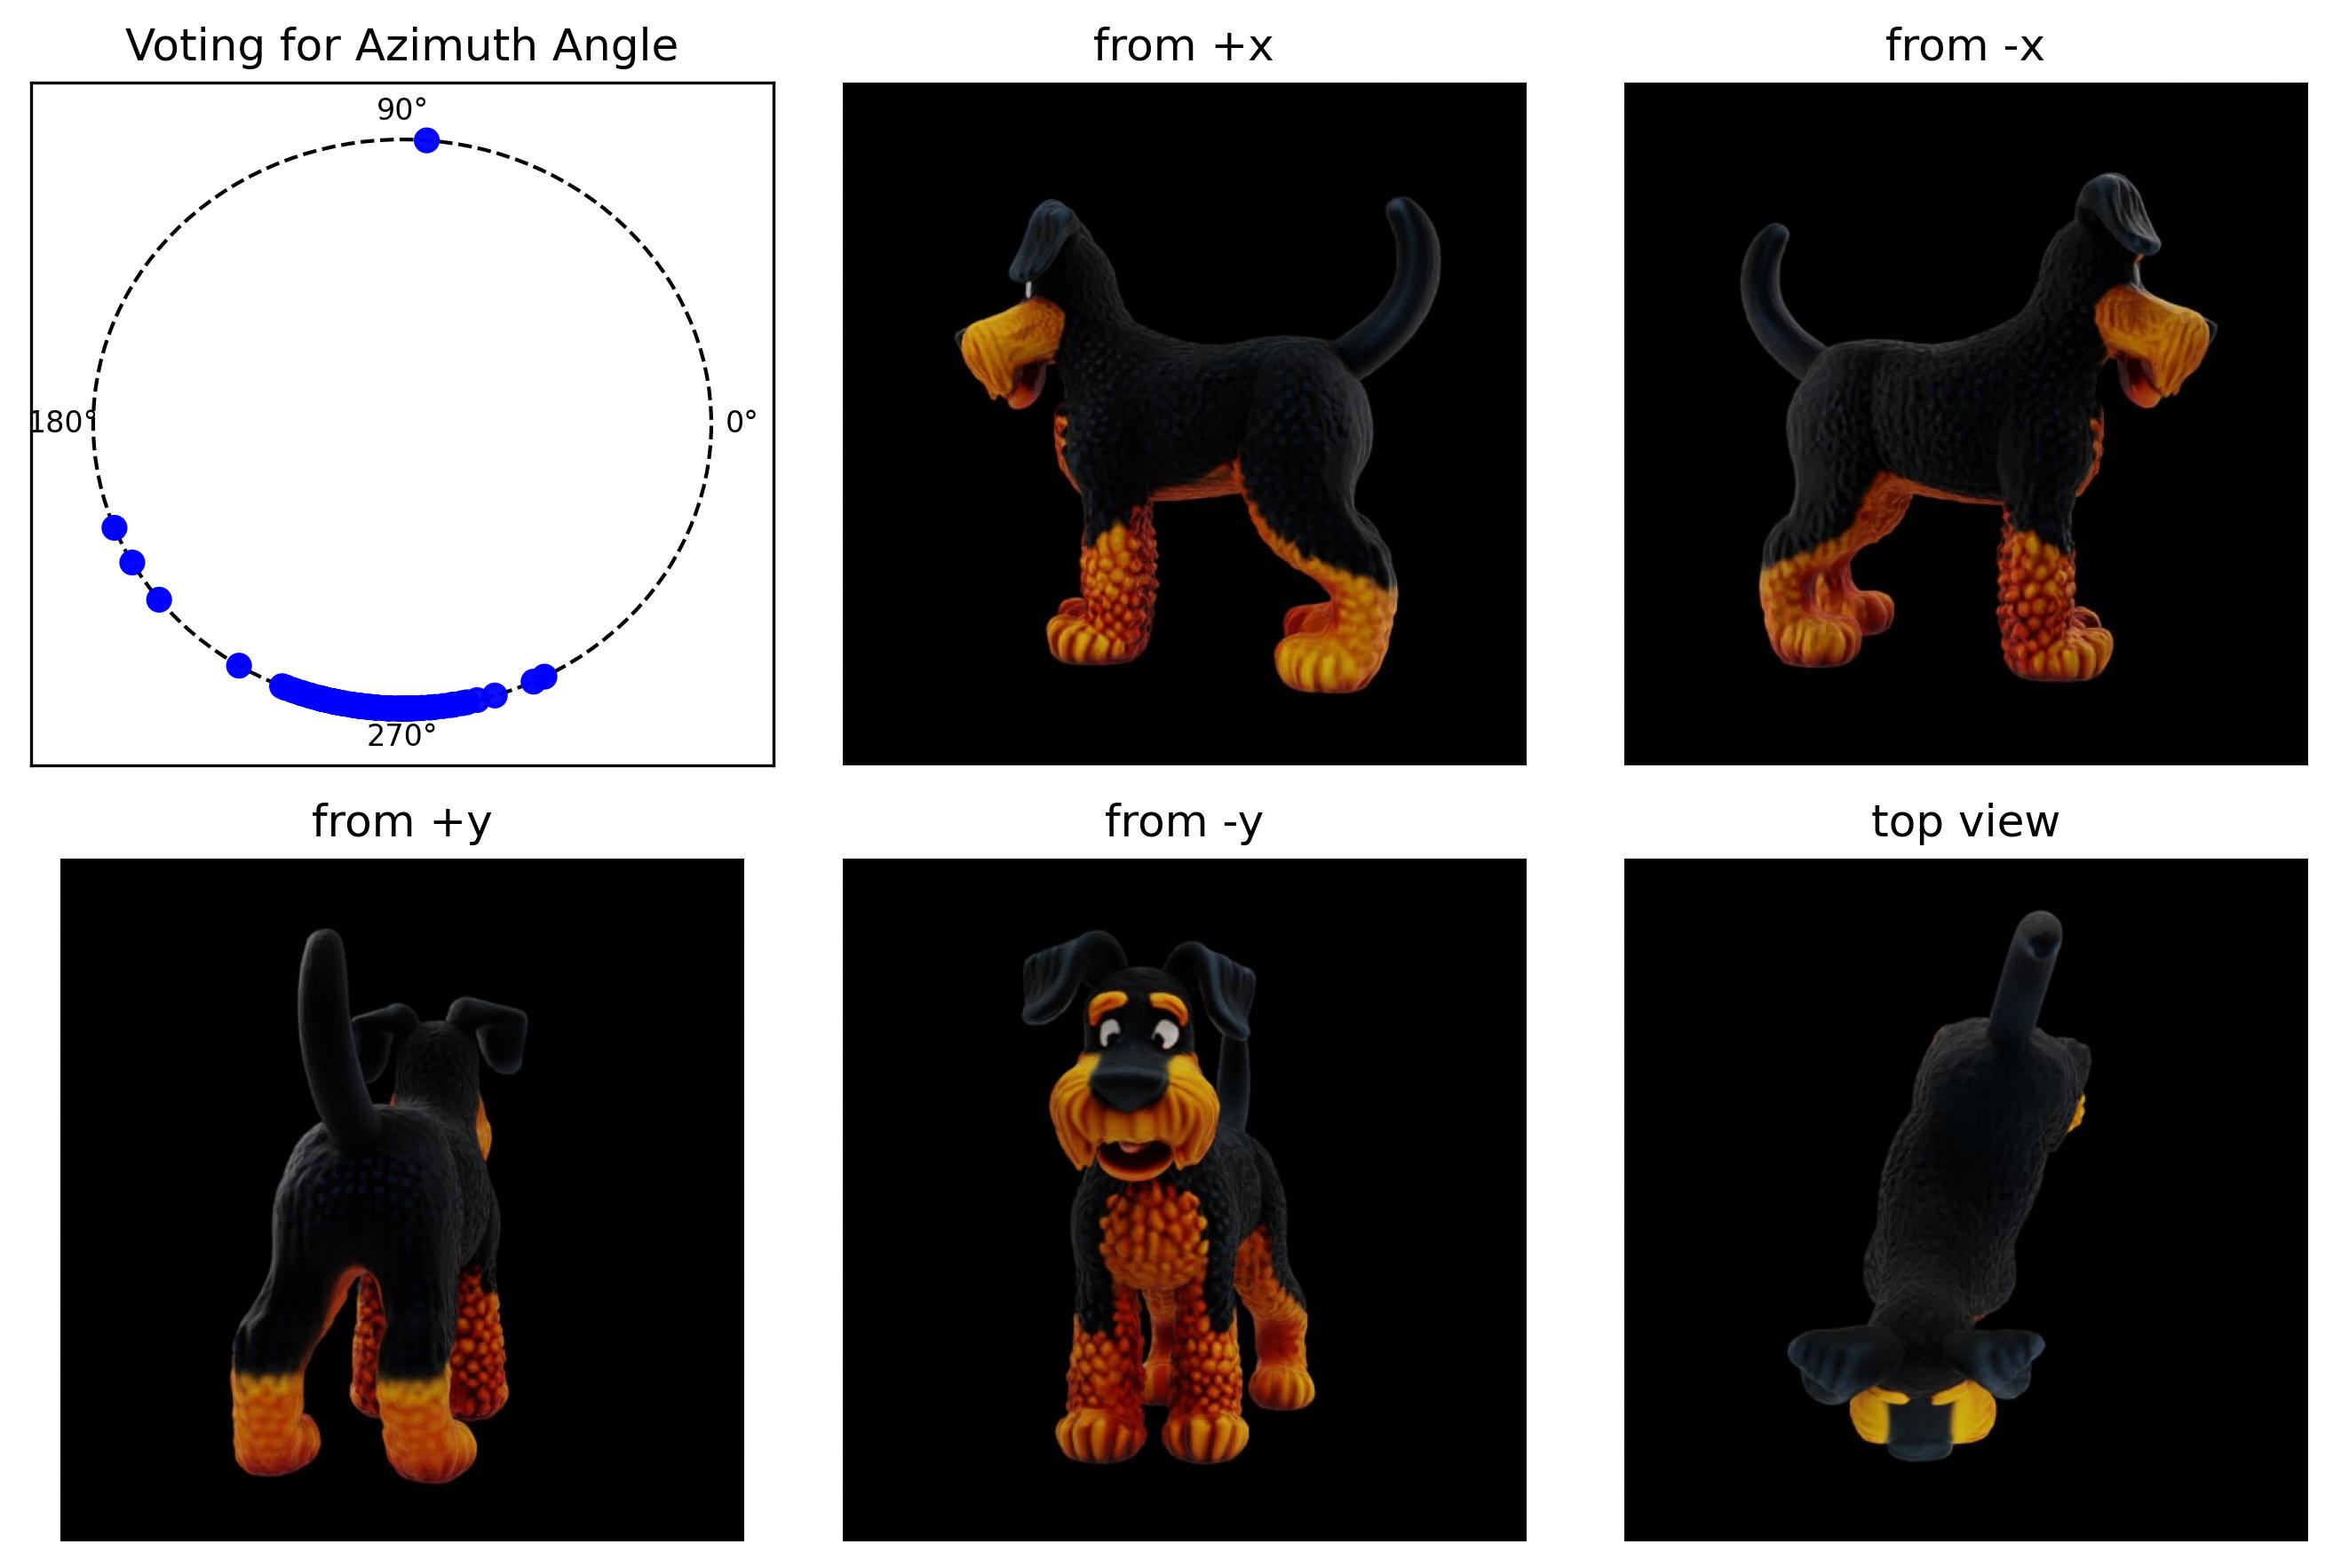 Voting for Azimuth Angle
from +x
from -x
90°
180°
0°
270°
from +y
from -y
top view